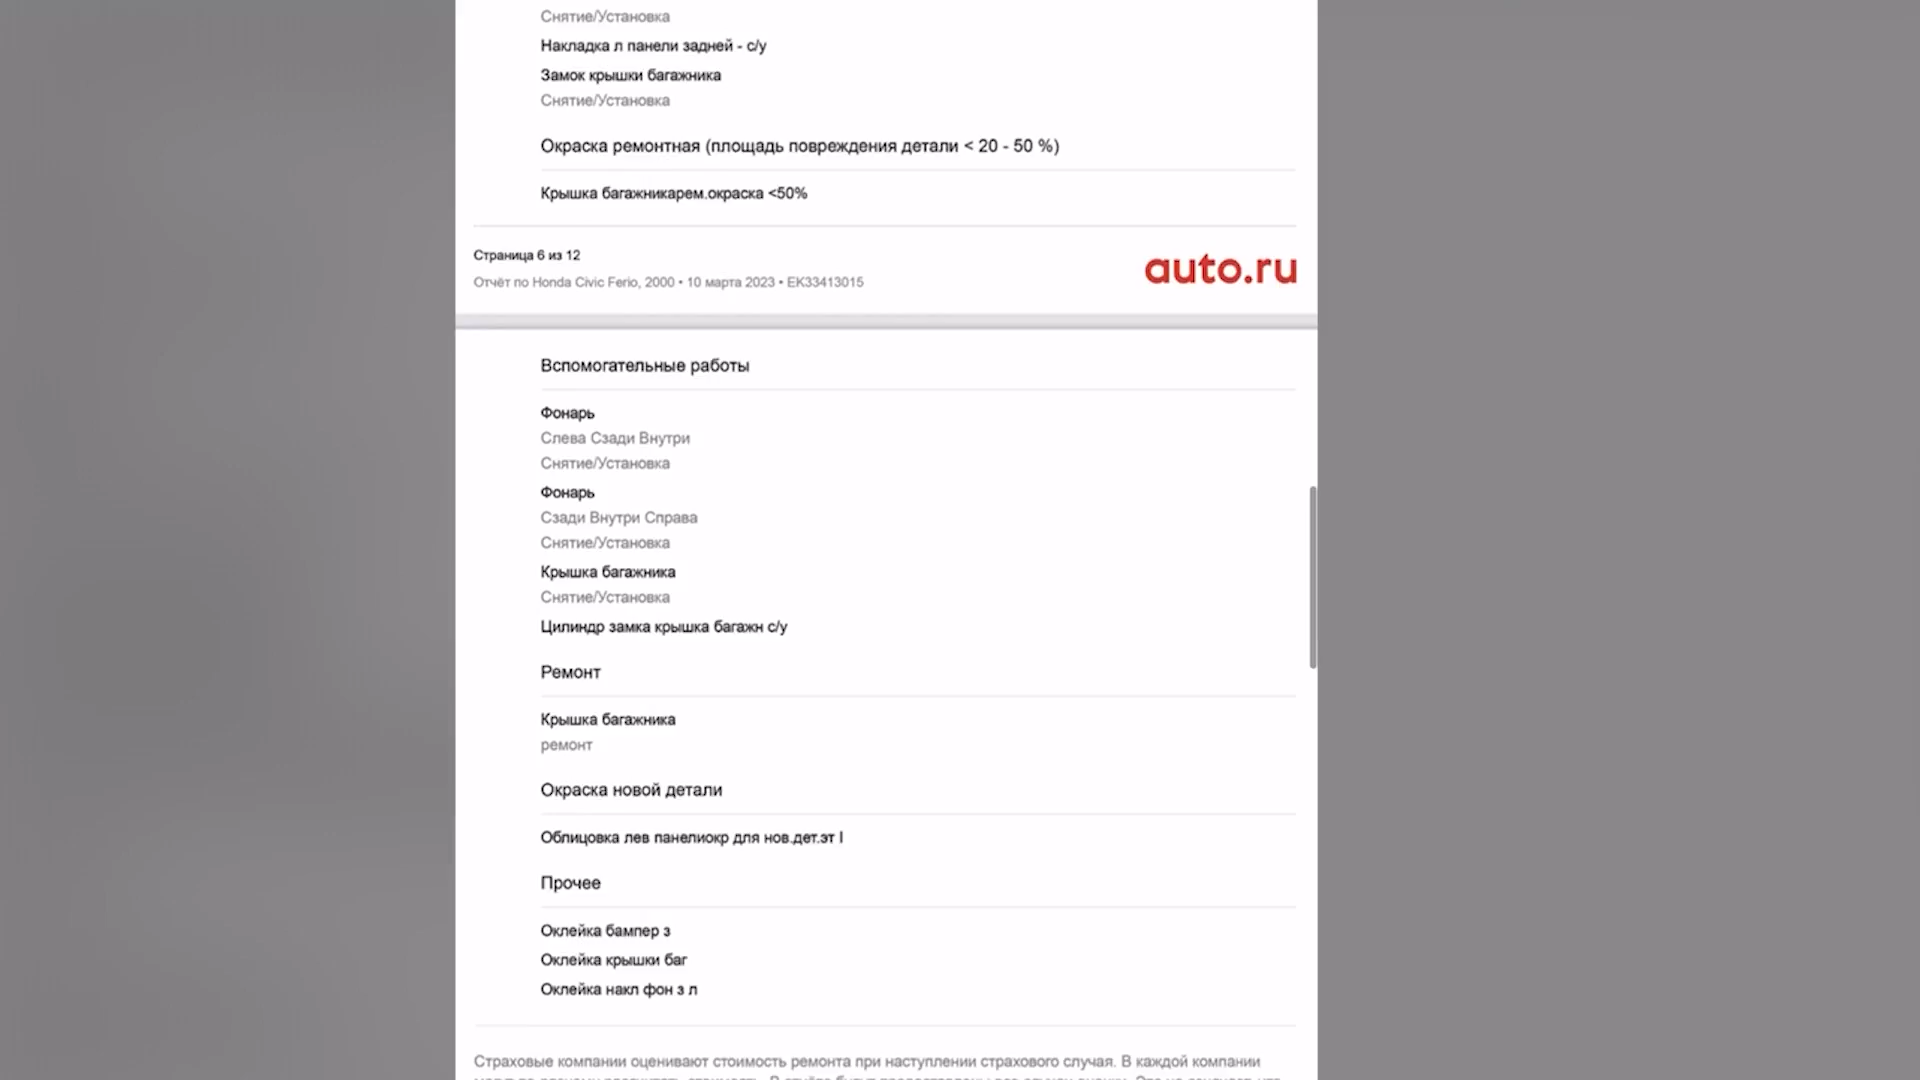 Снятие/Установка
Накладка л панели задней - с/у
Замок крышки багажника
Снятие/Установка
Окраска ремонтная (площадь повреждения детали < 20 - 50 %)
Крышка багажникарем.окраска <50%
Страница 6 из 12
auto.ru
Отчёт по Honda Civic Ferio, 2000 • 10 марта 2023 • EK33413015
Вспомогательные работы
Фонарь
Слева Сзади Внутри
Снятие/Установка
Фонарь
Сзади Внутри Справа
Снятие/Установка
Крышка багажника
Снятие/Установка
Цилиндр замка крышка багажн с/у
Ремонт
Крышка багажника
ремонт
Окраска новой детали
Облицовка лев панелиокр для нов.дет.эт I
Прочее
Оклейка бампер з
Оклейка крышки баг
Оклейка накл фон з л
Страховые компании оценивают стоимость ремонта при наступлении страхового случая. В каждой компании